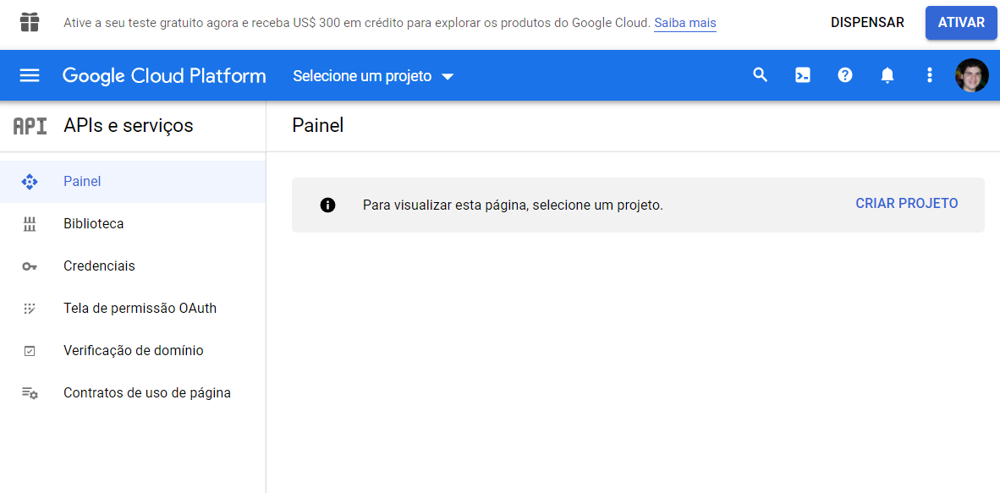 Ative a seu teste gratuito agora e receba US$ 300 em crédito para explorar os produtos do Google Cloud. Saiba mais
DISPENSAR
ATIVAR
Google Cloud Platform
Selecione um projeto
API
APIs e serviços
Painel
Painel
Biblioteca
Credenciais
Tela de permissão OAuth
Verificação de domínio
Contratos de uso de página
Para visualizar esta página, selecione um projeto.
CRIAR PROJETO